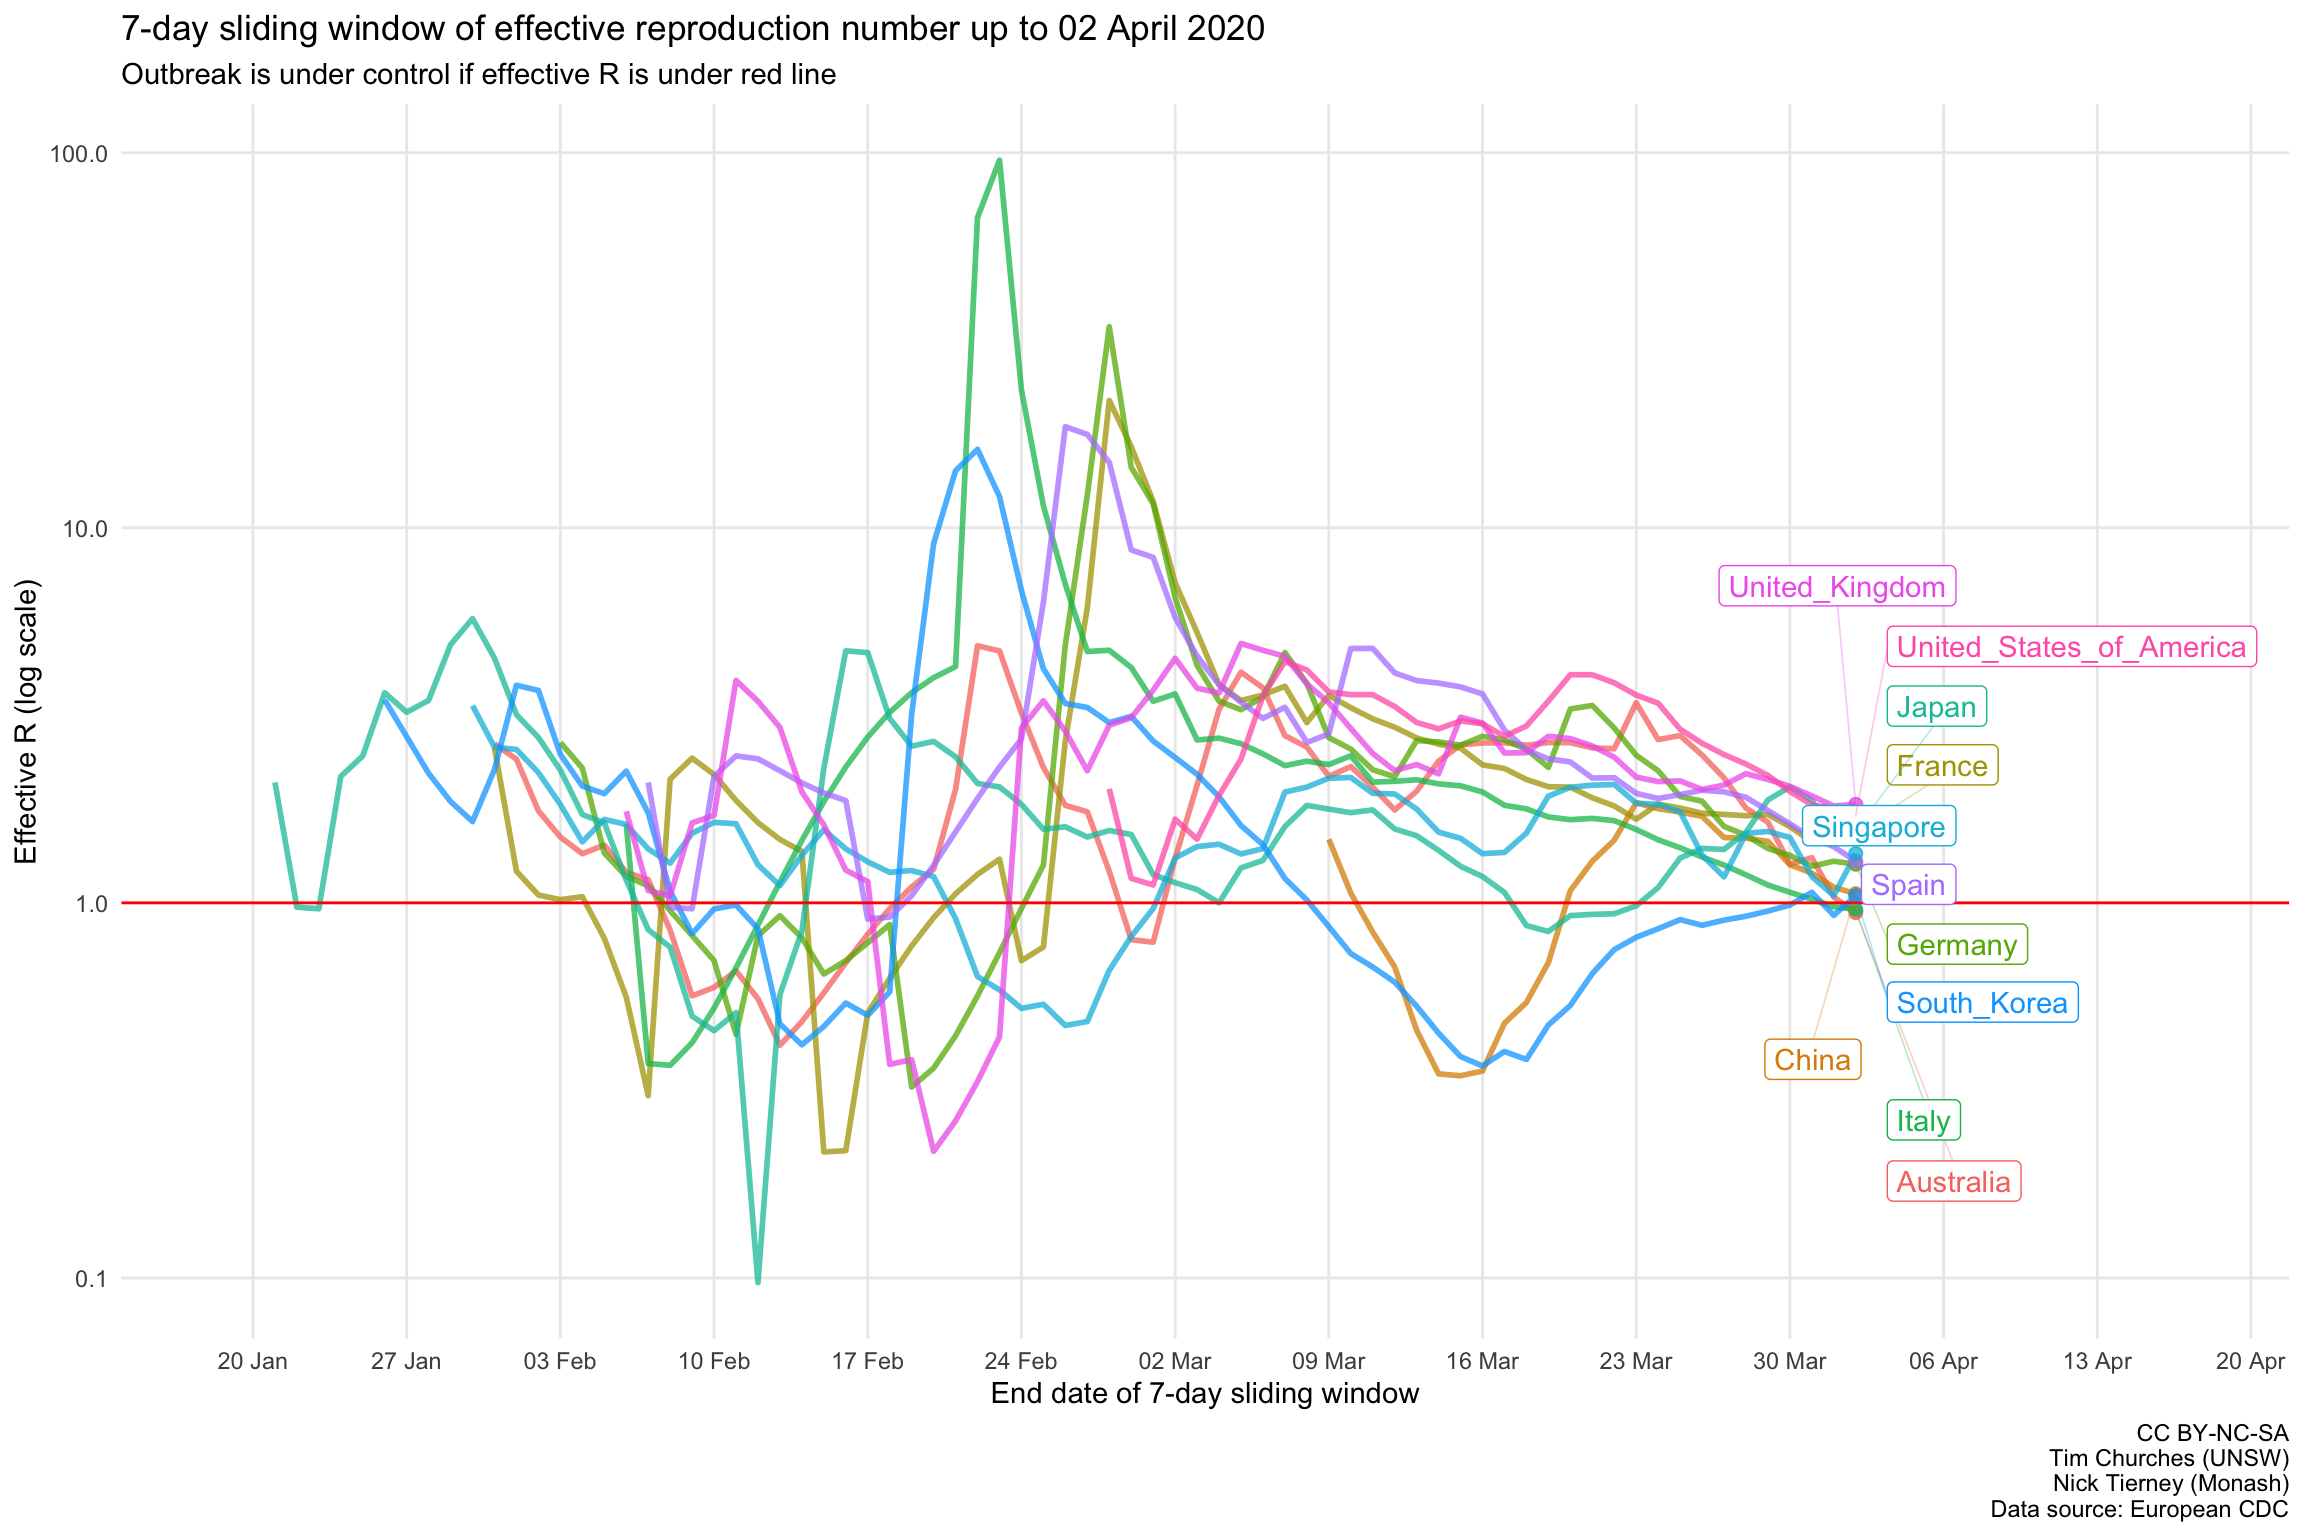 7-day sliding window of effective reproduction number up to 02 April 2020
Outbreak is under control if effective R is under red line
Effective R (log scale)
100.0
10.0
1.0
0.1
United_Kingdom
United_States_of_America
Japan
France
Singapore
Spain
Germany
South_Korea
China
Italy
Australia
20 Jan
27 Jan
03 Feb
10 Feb
17 Feb
24 Feb
02 Mar
09 Mar
16 Mar
23 Mar
30 Mar
06 Apr
13 Apr
20 Apr
End date of 7-day sliding window
CC BY-NC-SA
Tim Churches (UNSW)
Nick Tierney (Monash)
Data source: European CDC